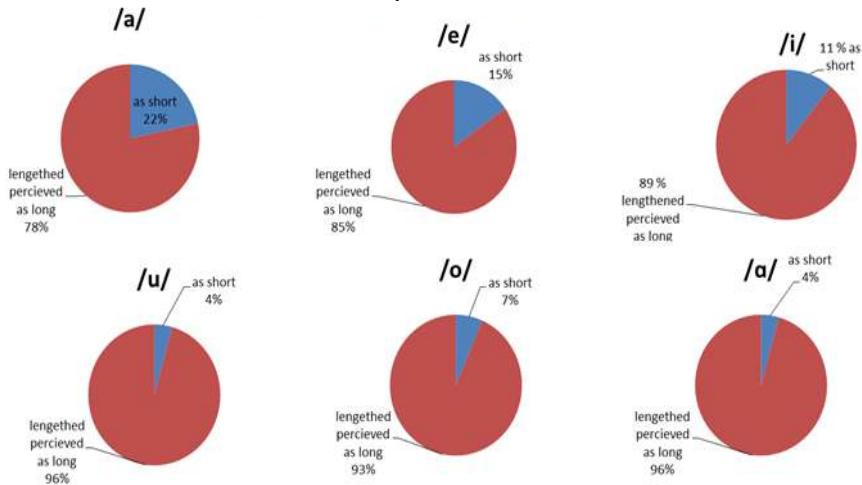 /a/
as short
22%
lengethed
percieved
as long
78%
/e/
as short
15%
lengethed
percieved
as long
85%
/i/
11 % as
short
89 %
lengthened
percieved
as long
/u/
as short
4%
lengethed
percieved
as long
96%
/o/
as short
7%
lengethed
percieved
as long
93%
/ɑ/
as short
4%
lengethed
percieved
as long
96%